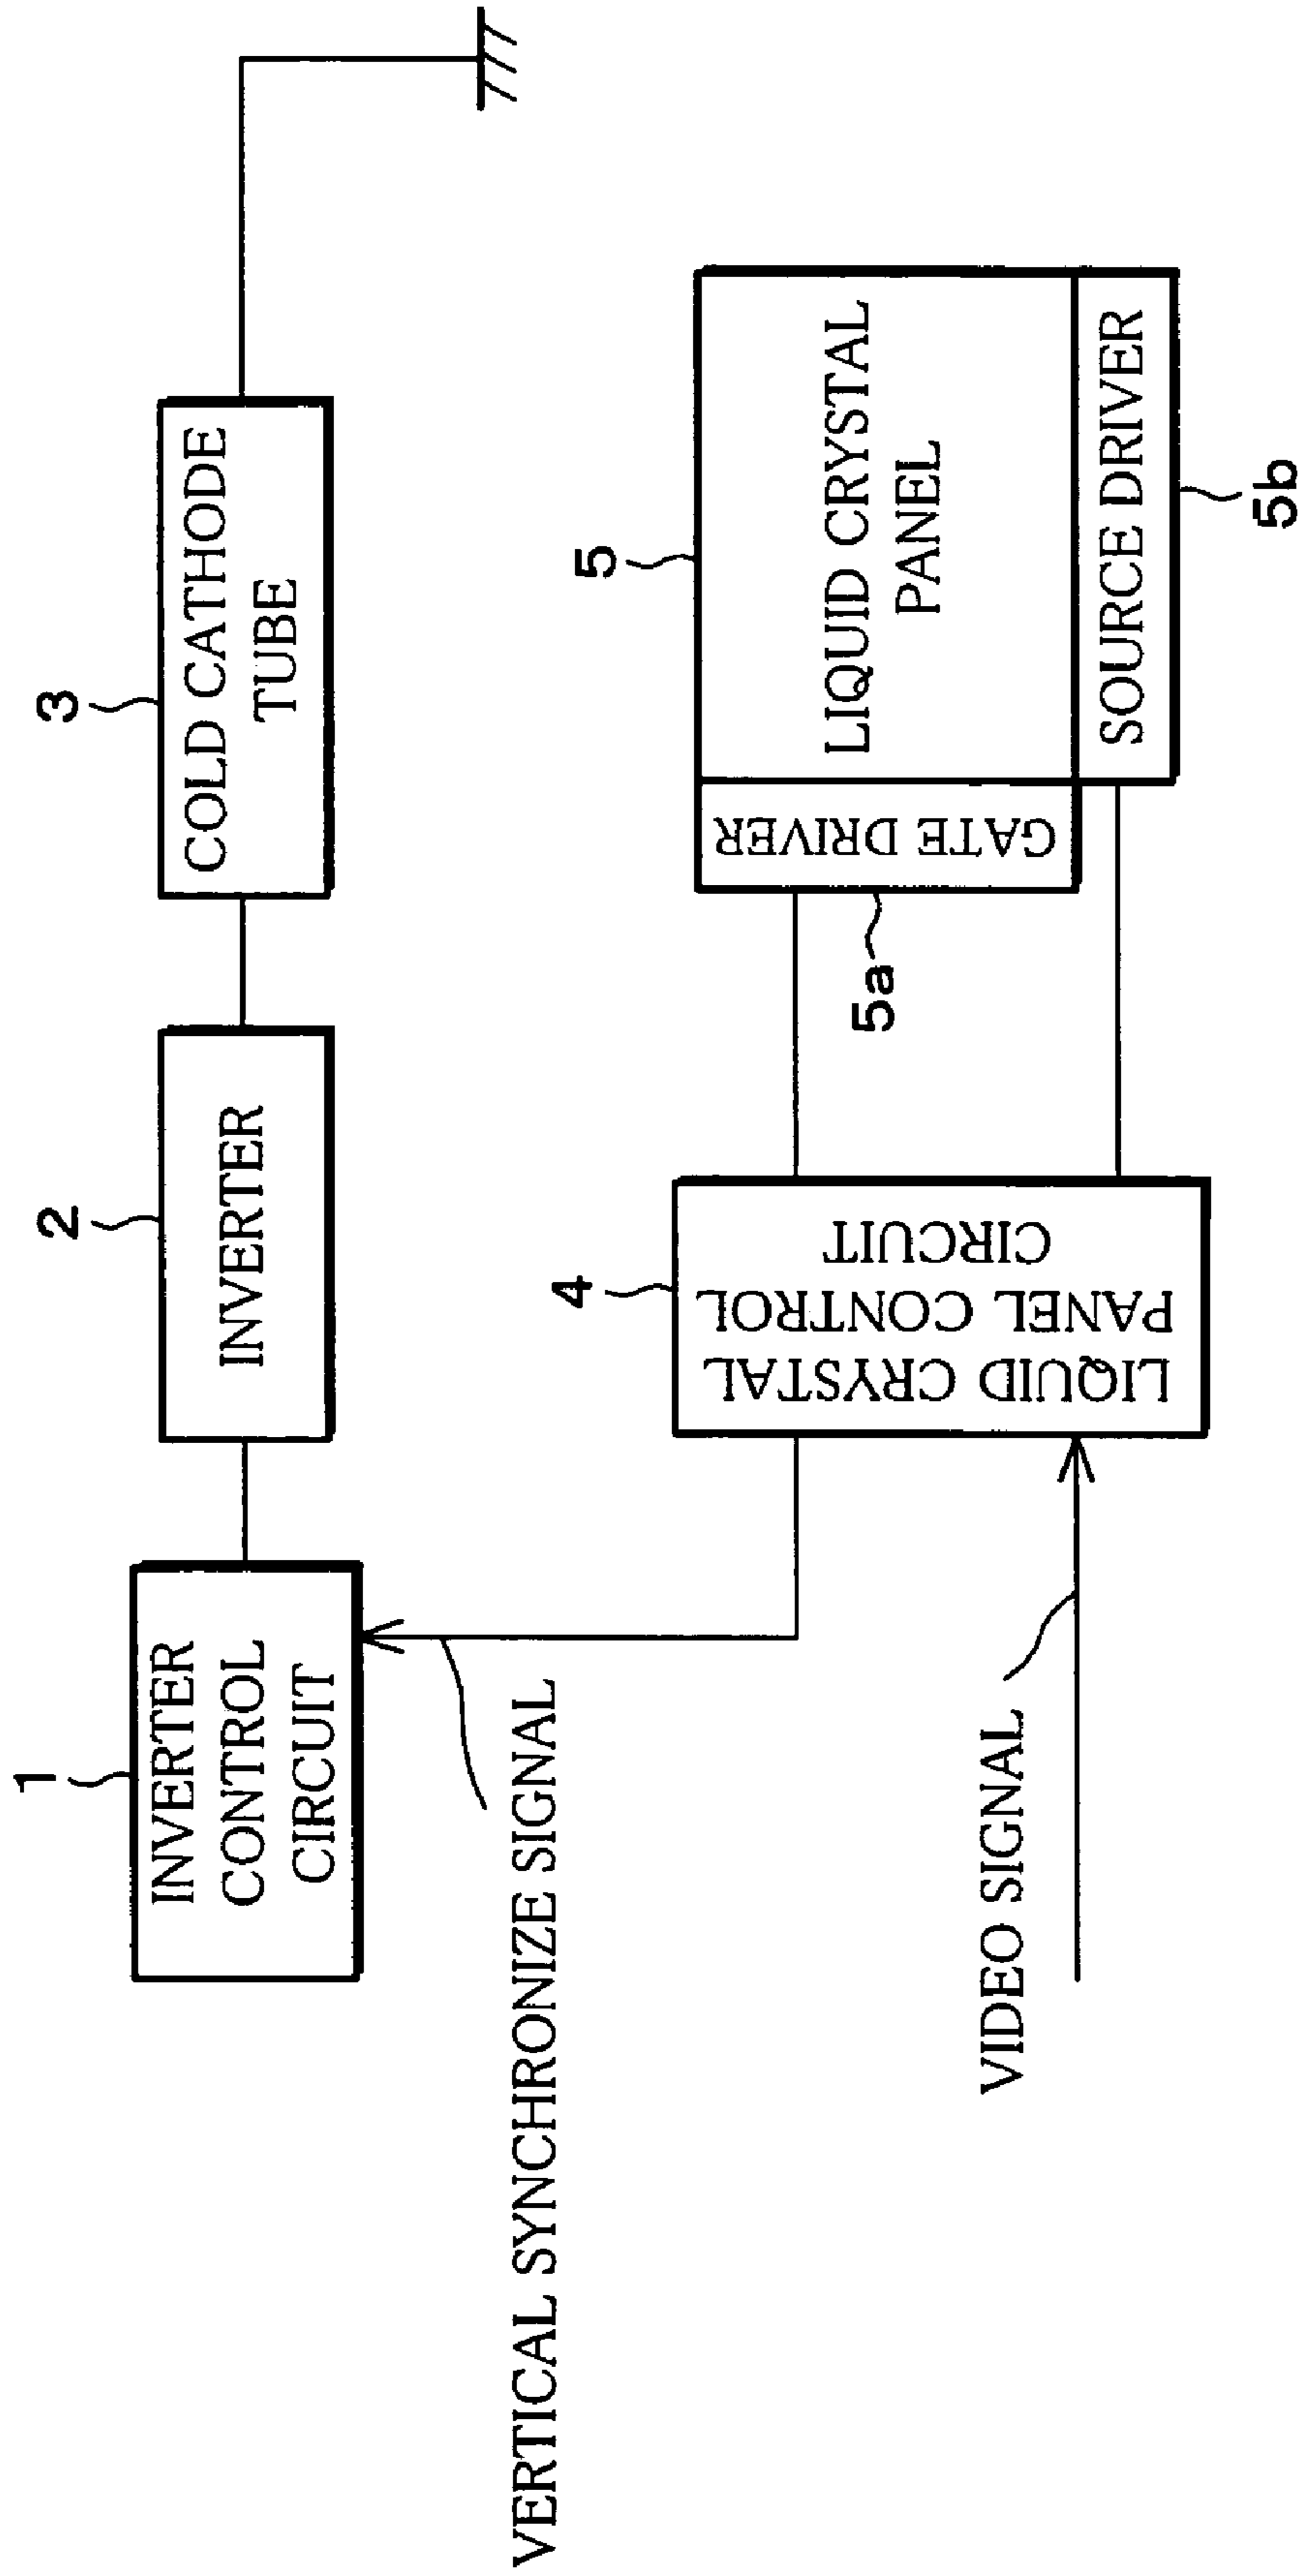 1
INVERTER
CONTROL
CIRCUIT
2
INVERTER
3
COLD CATHODE
TUBE
VERTICAL SYNCHRONIZE SIGNAL
VIDEO SIGNAL
4
LIQUID CRYSTAL
PANEL CONTROL
CIRCUIT
5
LIQUID CRYSTAL
PANEL
5a
GATE DRIVER
SOURCE DRIVER
5b